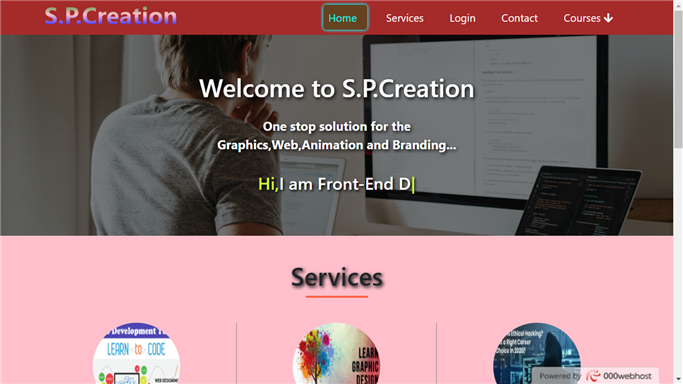 S.P.Creation
Home Services Login Contact Courses
Welcome to S.P.Creation
One stop solution for the
Graphics,Web,Animation and Branding...
Hi,I am Front-End D
Services
Development
LEARN to CODE
WEB DESIGNING
LEARN
GRAPHIC
DESIGN
Ethical Hacking?
a Right Career
Choice In 2020?
Powered by 000webhost